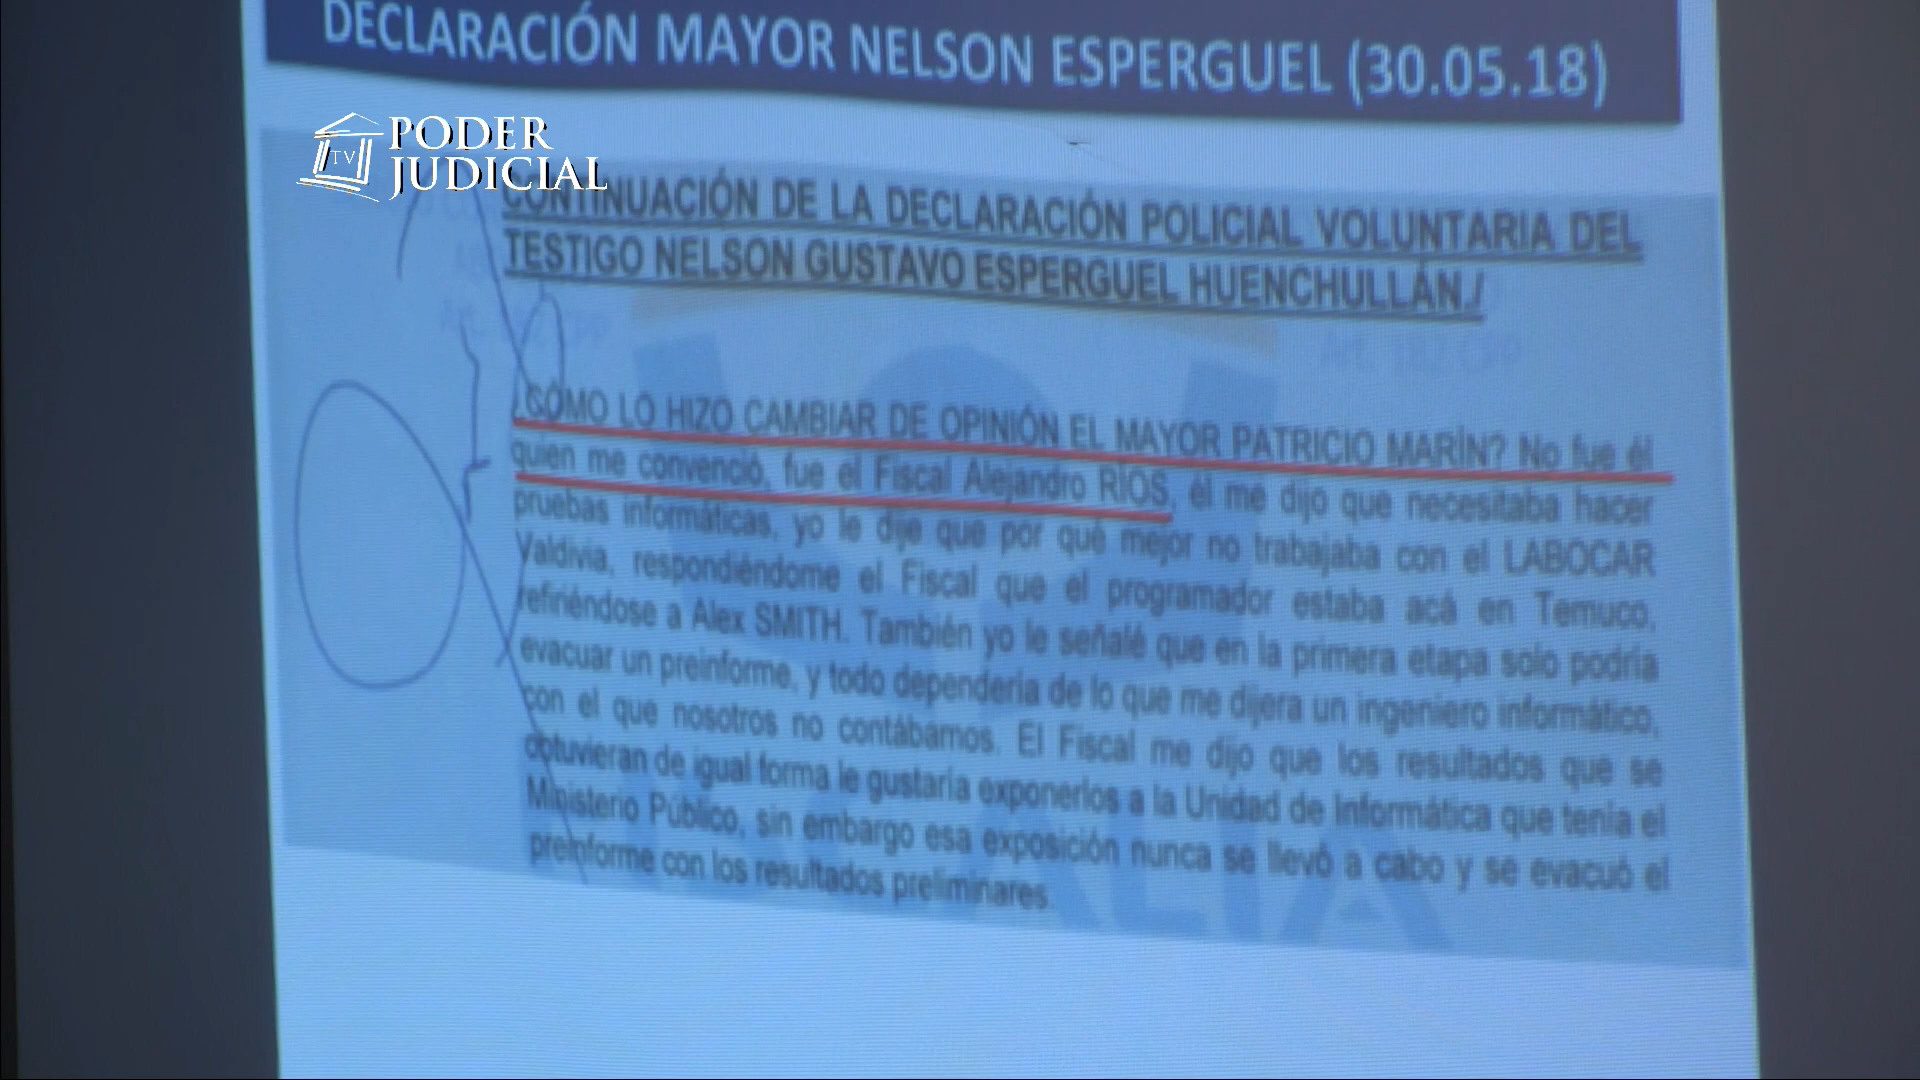 DECLARACIÓN MAYOR NELSON ESPERGUEL (30.05.18)
TV
PODER
JUDICIAL
CONTINUACIÓN DE LA DECLARACIÓN POLICIAL VOLUNTARIA DEL
TESTIGO NELSON GUSTAVO ESPERGUEL HUENCHULLÁN./
Art. 182 CPP
¿CÓMO LO HIZO CAMBIAR DE OPINIÓN EL MAYOR PATRICIO MARÍN? No fue él
quien me convenció, fue el Fiscal Alejandro RÍOS, él me dijo que necesitaba hacer
pruebas informáticas, yo le dije que por qué mejor no trabajaba con el LABOCAR
Valdivia, respondiéndome el Fiscal que el programador estaba acá en Temuco,
refiriéndose a Alex SMITH. También yo le señalé que en la primera etapa solo podría
evacuar un preinforme, y todo dependería de lo que me dijera un ingeniero informático,
con el que nosotros no contábamos. El Fiscal me dijo que los resultados que se
obtuvieran de igual forma le gustaría exponerlos a la Unidad de Informática que tenía el
Ministerio Público, sin embargo esa exposición nunca se llevó a cabo y se evacuó el
preinforme con los resultados preliminares.